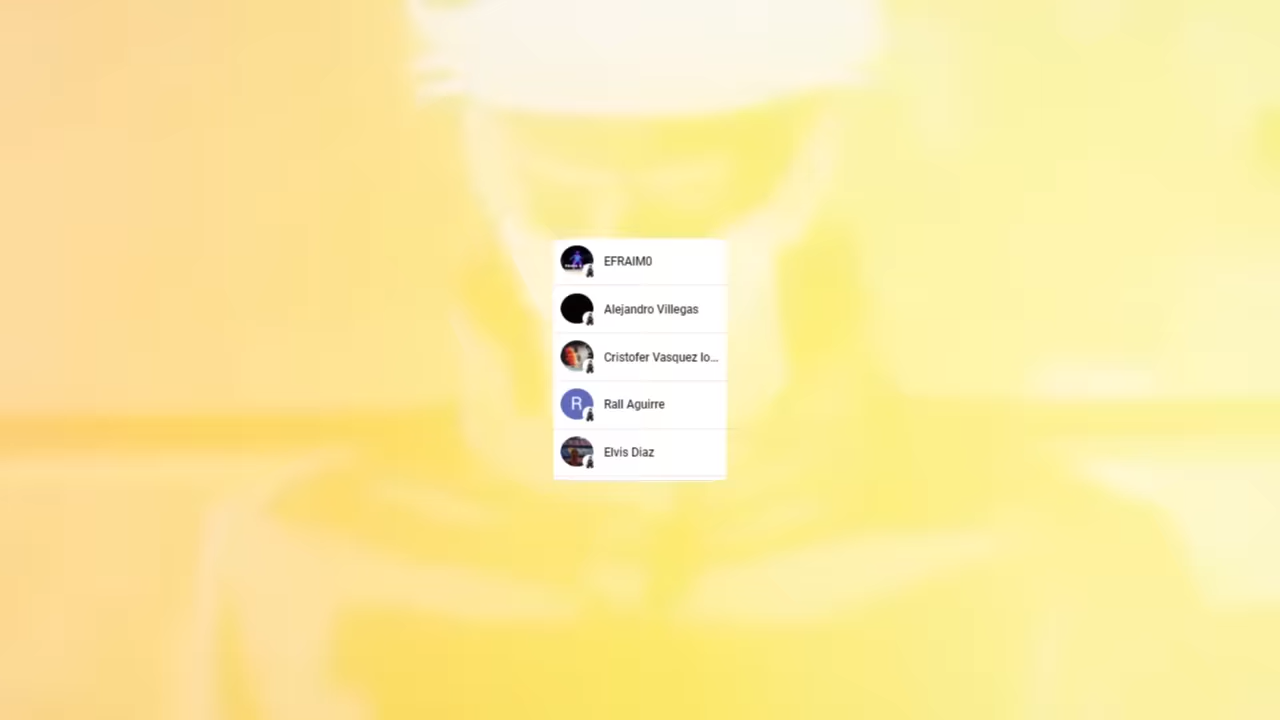 EFRAIM0
Alejandro Villegas
Cristofer Vasquez lo...
R
Rall Aguirre
Elvis Diaz